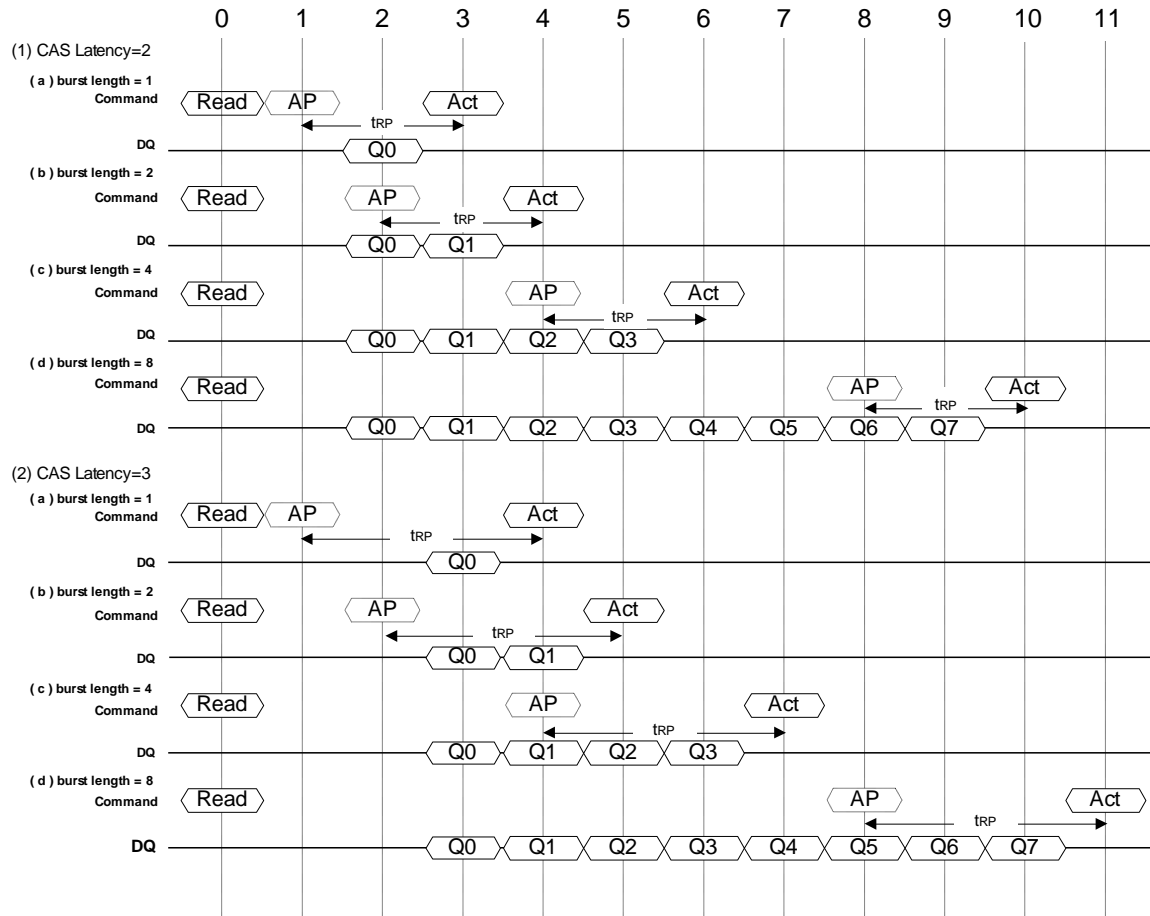 0 1 2 3 4 5 6 7 8 9 10 11
(1) CAS Latency=2
( a ) burst length = 1
Command Read AP Act
tRP
DQ Q0
( b ) burst length = 2
Command Read AP Act
tRP
DQ Q0 Q1
( c ) burst length = 4
Command Read AP Act
tRP
DQ Q0 Q1 Q2 Q3
( d ) burst length = 8
Command Read AP Act
tRP
DQ Q0 Q1 Q2 Q3 Q4 Q5 Q6 Q7
(2) CAS Latency=3
( a ) burst length = 1
Command Read AP Act
tRP
DQ Q0
( b ) burst length = 2
Command Read AP Act
tRP
DQ Q0 Q1
( c ) burst length = 4
Command Read AP Act
tRP
DQ Q0 Q1 Q2 Q3
( d ) burst length = 8
Command Read AP Act
tRP
DQ Q0 Q1 Q2 Q3 Q4 Q5 Q6 Q7